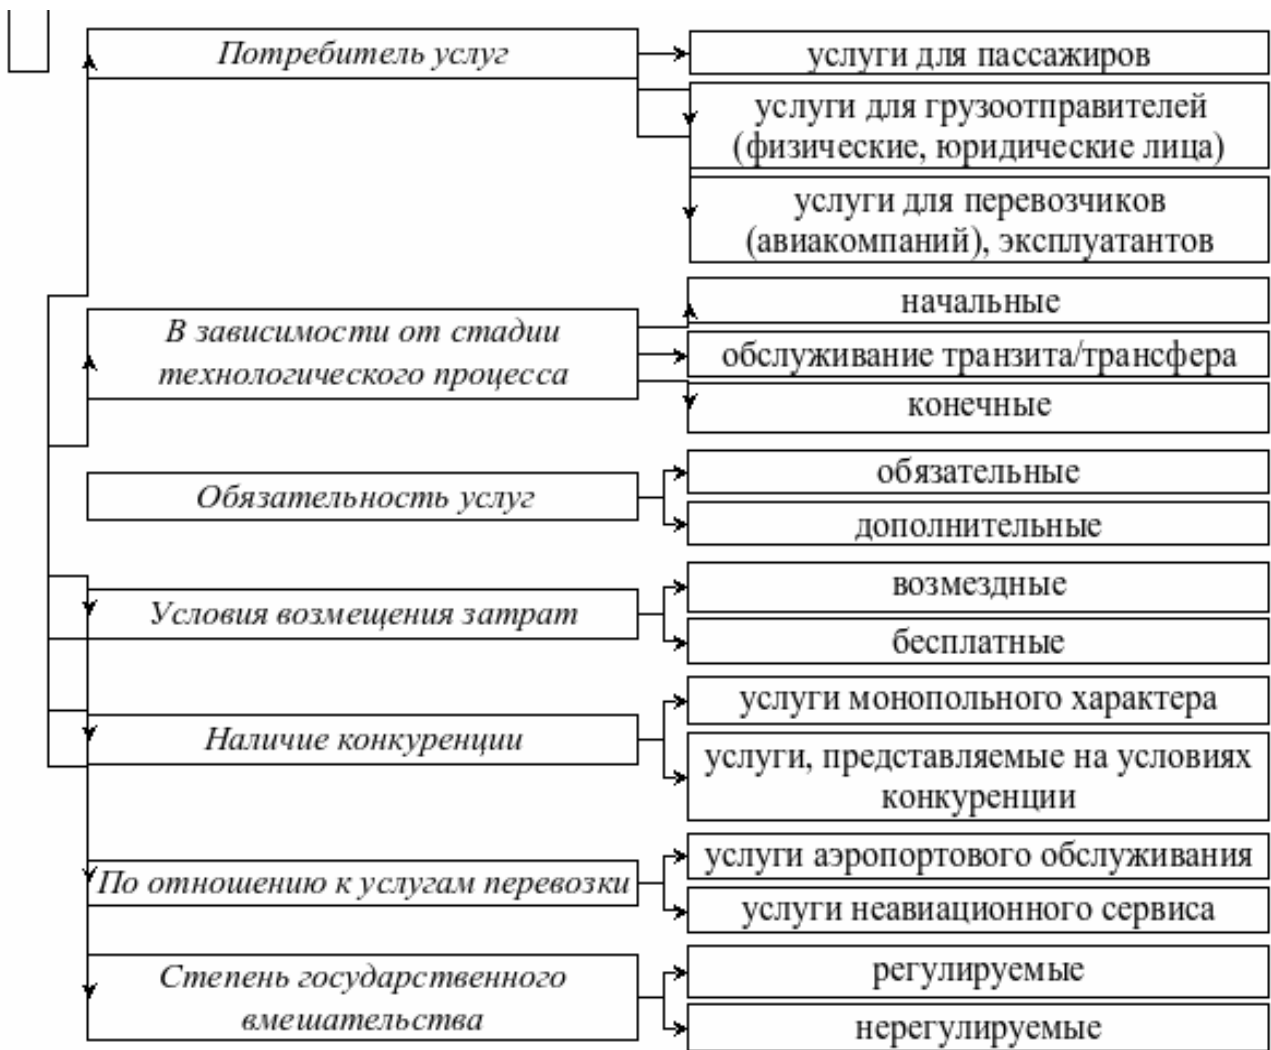 Потребитель услуг
услуги для пассажиров
услуги для грузоотправителей
(физические, юридические лица)
услуги для перевозчиков
(авиакомпаний), эксплуатантов
В зависимости от стадии
технологического процесса
начальные
обслуживание транзита/трансфера
конечные
Обязательность услуг
обязательные
дополнительные
Условия возмещения затрат
возмездные
бесплатные
Наличие конкуренции
услуги монопольного характера
услуги, представляемые на условиях
конкуренции
По отношению к услугам перевозки
услуги аэропортового обслуживания
услуги неавиационного сервиса
Степень государственного
вмешательства
регулируемые
нерегулируемые